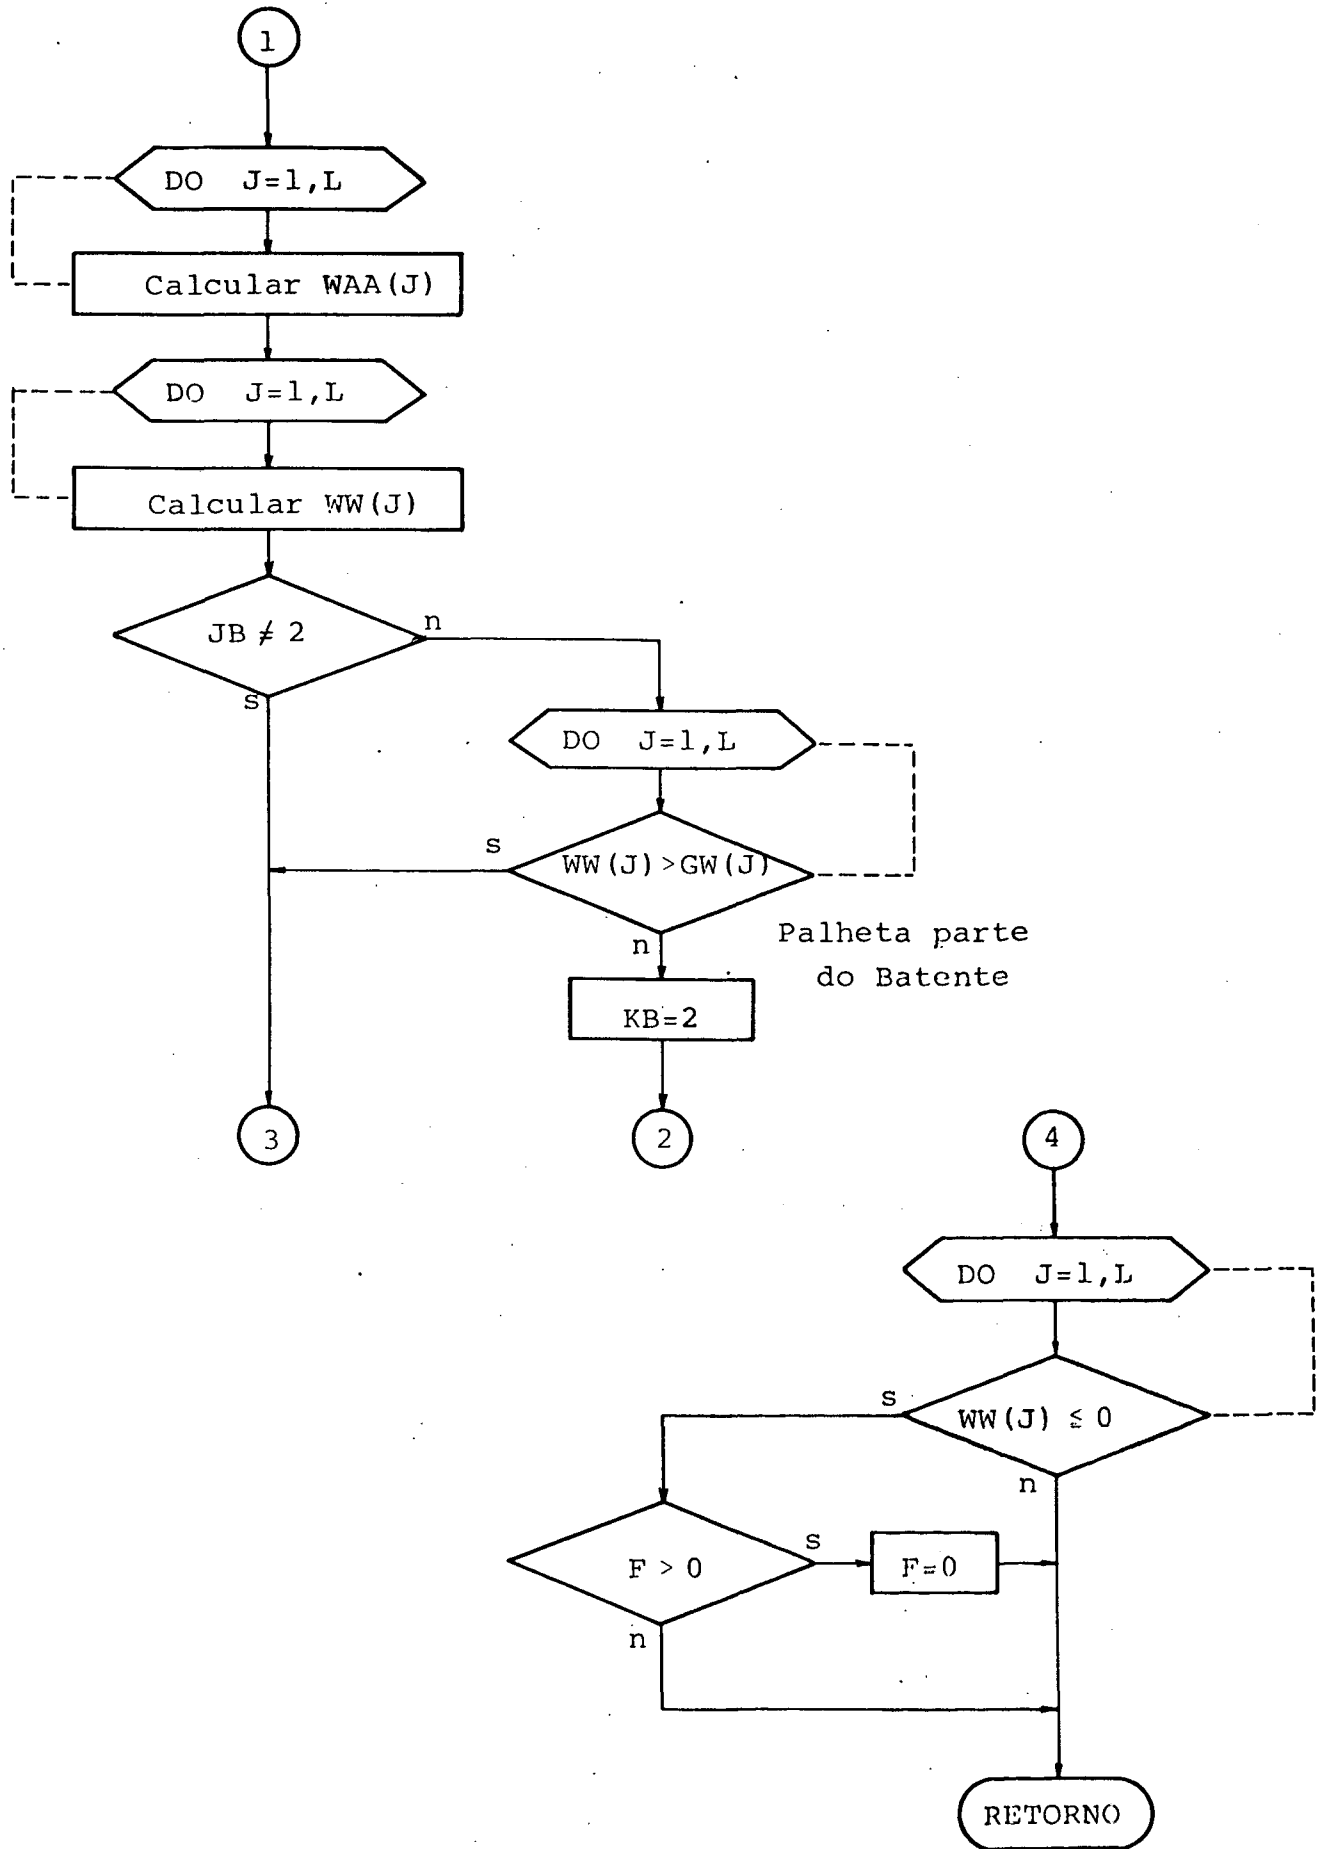 1
DO J=1,L
Calcular WAA(J)
DO J=1,L
Calcular WW(J)
JB ≠ 2
n
s
DO J=1,L
s
WW(J)>GW(J)
n
Palheta parte
do Batente
KB=2
3
2
4
DO J=1,L
s
WW(J) ≤ 0
n
F > 0
s
F=0
n
RETORNO